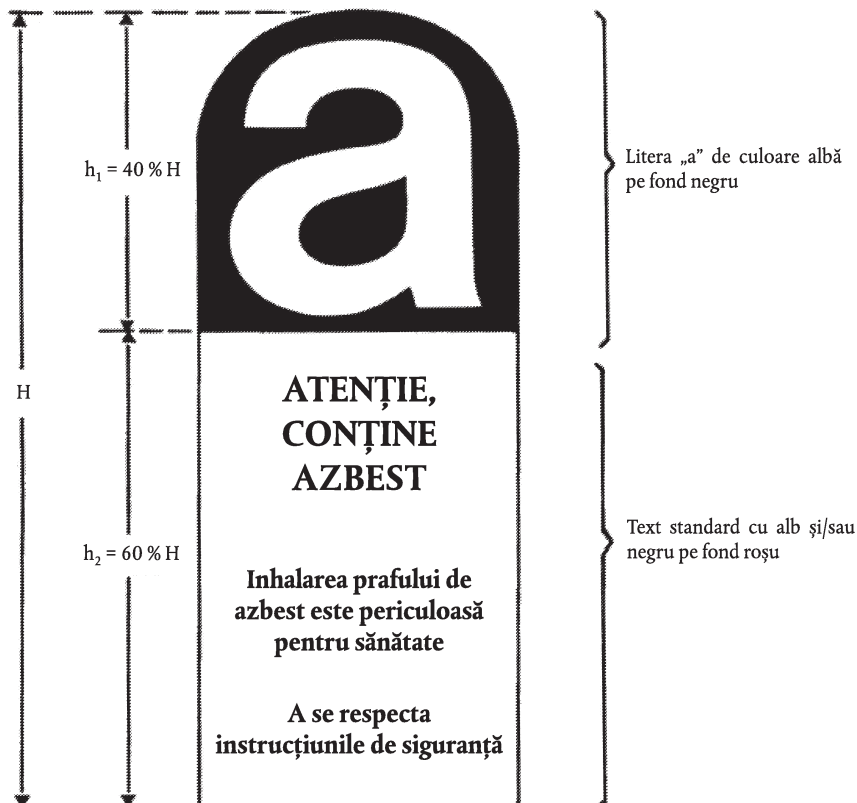 a
h₁ = 40 % H
Litera „a” de culoare albă
pe fond negru
H
ATENȚIE,
CONȚINE
AZBEST
h₂ = 60 % H
Text standard cu alb și/sau
negru pe fond roșu
Inhalarea prafului de
azbest este periculoasă
pentru sănătate
A se respecta
instrucțiunile de siguranță